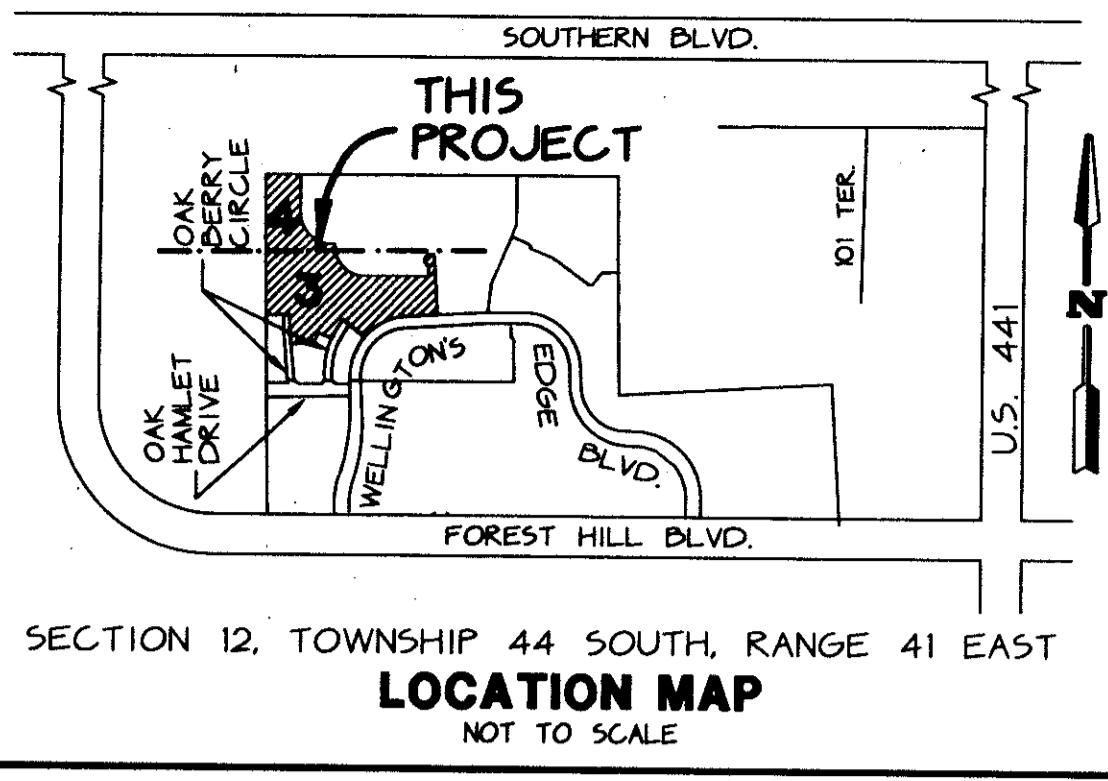 SOUTHERN BLVD.
THIS
PROJECT
OAK
BERRY
CIRCLE
101 TER.
4
3
N
OAK
HAMLET
DRIVE
WELLINGTON'S
EDGE
BLVD.
U.S. 441
FOREST HILL BLVD.
SECTION 12, TOWNSHIP 44 SOUTH, RANGE 41 EAST
LOCATION MAP
NOT TO SCALE